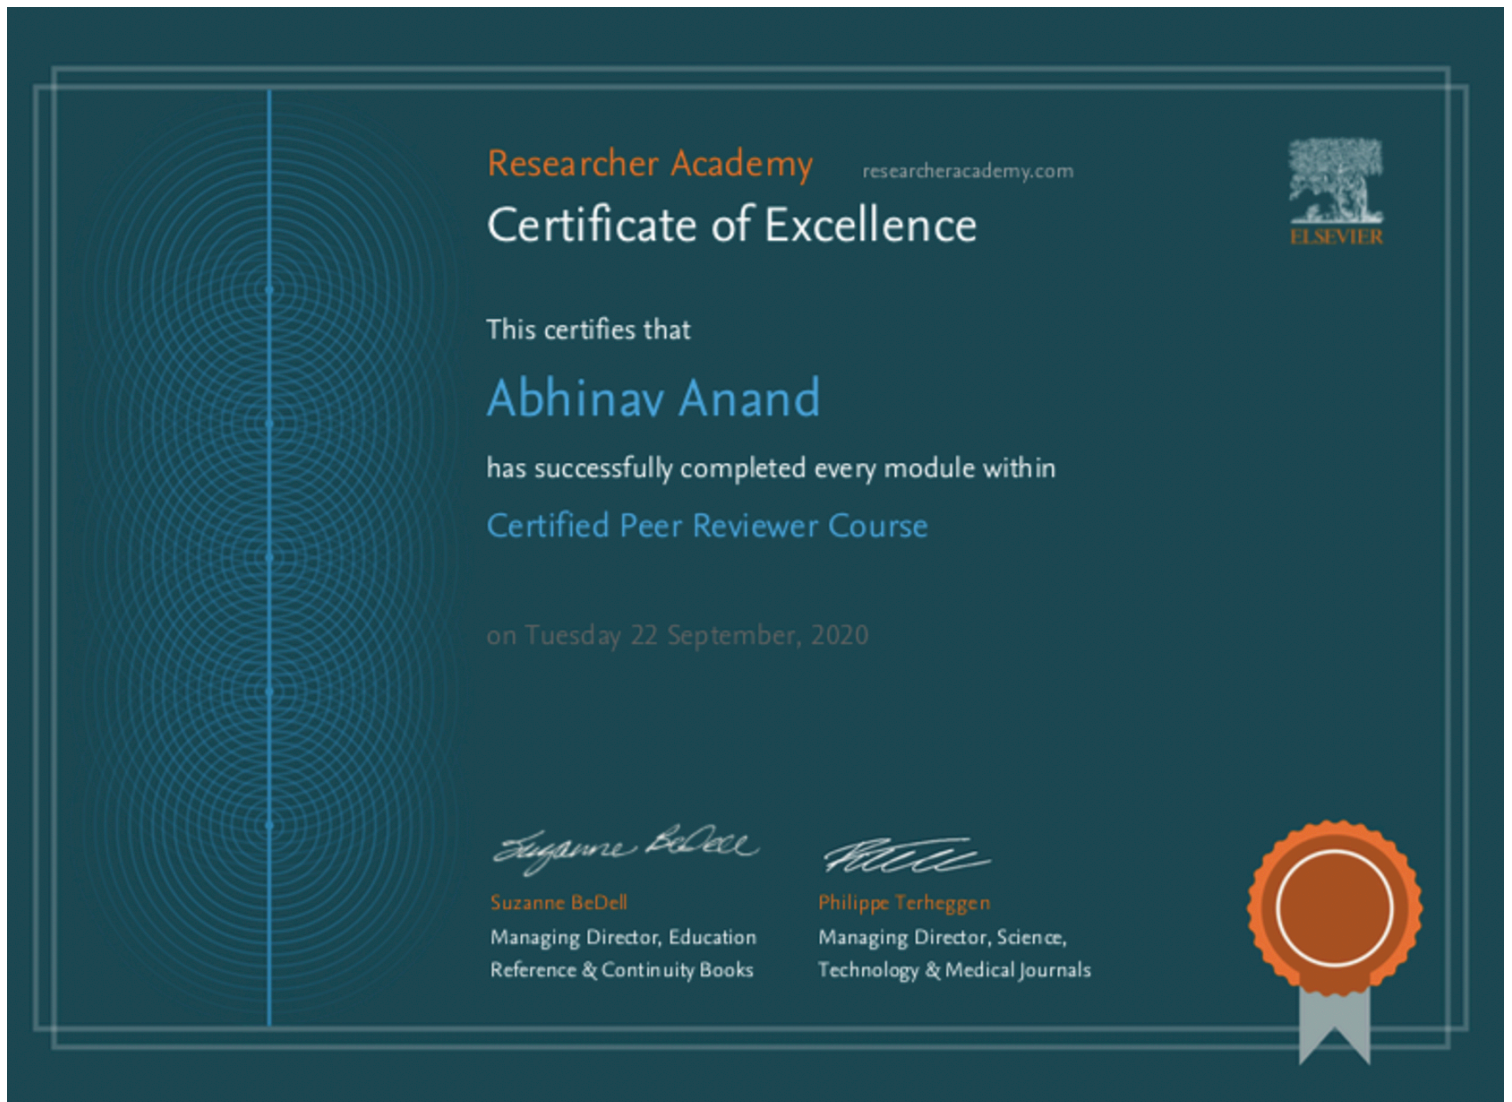 Researcher Academy researcheracademy.com
Certificate of Excellence
ELSEVIER
This certifies that
Abhinav Anand
has successfully completed every module within
Certified Peer Reviewer Course
on Tuesday 22 September, 2020
Suzanne BeDell
Suzanne BeDell
Managing Director, Education
Reference & Continuity Books
Philippe Terheggen
Managing Director, Science,
Technology & Medical Journals